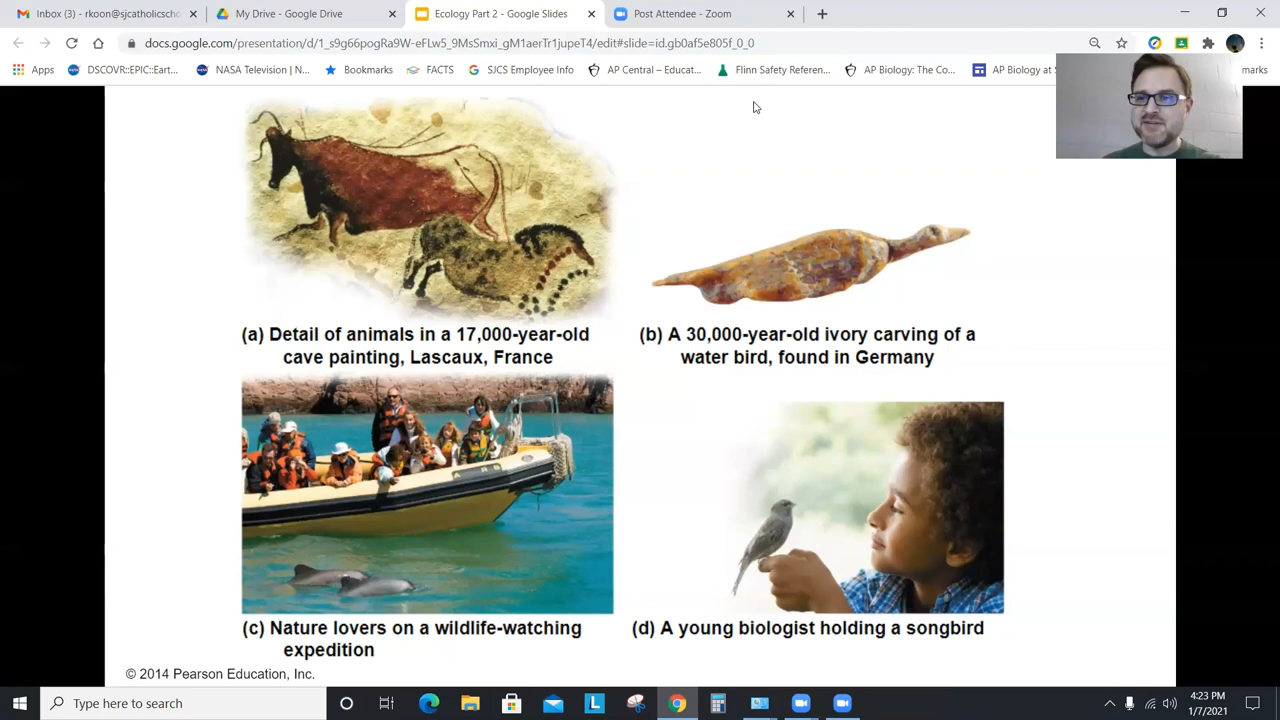 Inbox (3) - rkoon@sjcatholicscho
My Drive - Google Drive
Ecology Part 2 - Google Slides
Post Attendee - Zoom
docs.google.com/presentation/d/1_s9g66pogRa9W-eFLw5_9MsSnxi_gM1aerTr1jupeT4/edit#slide=id.gb0af5e805f_0_0
Apps
DSCOVR::EPIC::Eart...
NASA Television | N...
Bookmarks
FACTS
SJCS Employee Info
AP Central – Educat...
Flinn Safety Referen...
AP Biology: The Co...
AP Biology at S
marks
(a) Detail of animals in a 17,000-year-old
cave painting, Lascaux, France
(b) A 30,000-year-old ivory carving of a
water bird, found in Germany
(c) Nature lovers on a wildlife-watching
expedition
(d) A young biologist holding a songbird
© 2014 Pearson Education, Inc.
Type here to search
4:23 PM
1/7/2021